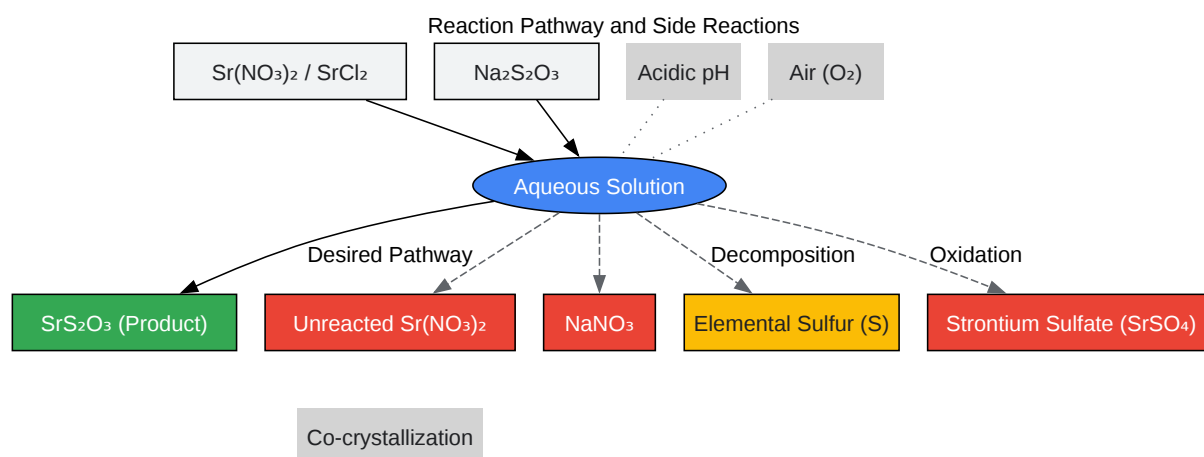 Reaction Pathway and Side Reactions
Sr(NO₃)₂ / SrCl₂
Na₂S₂O₃
Acidic pH
Air (O₂)
Aqueous Solution
Desired Pathway
Decomposition
Oxidation
SrS₂O₃ (Product)
Unreacted Sr(NO₃)₂
NaNO₃
Elemental Sulfur (S)
Strontium Sulfate (SrSO₄)
Co-crystallization